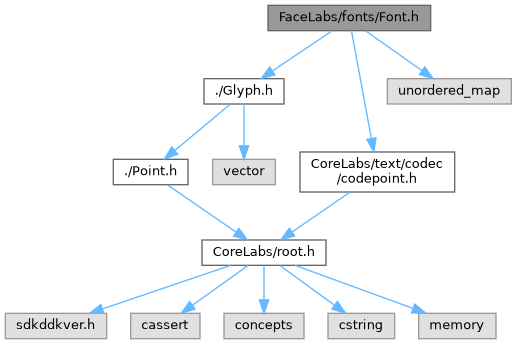 FaceLabs/fonts/Font.h
./Glyph.h
unordered_map
./Point.h
vector
CoreLabs/text/codec
/codepoint.h
CoreLabs/root.h
sdkddkver.h
cassert
concepts
cstring
memory